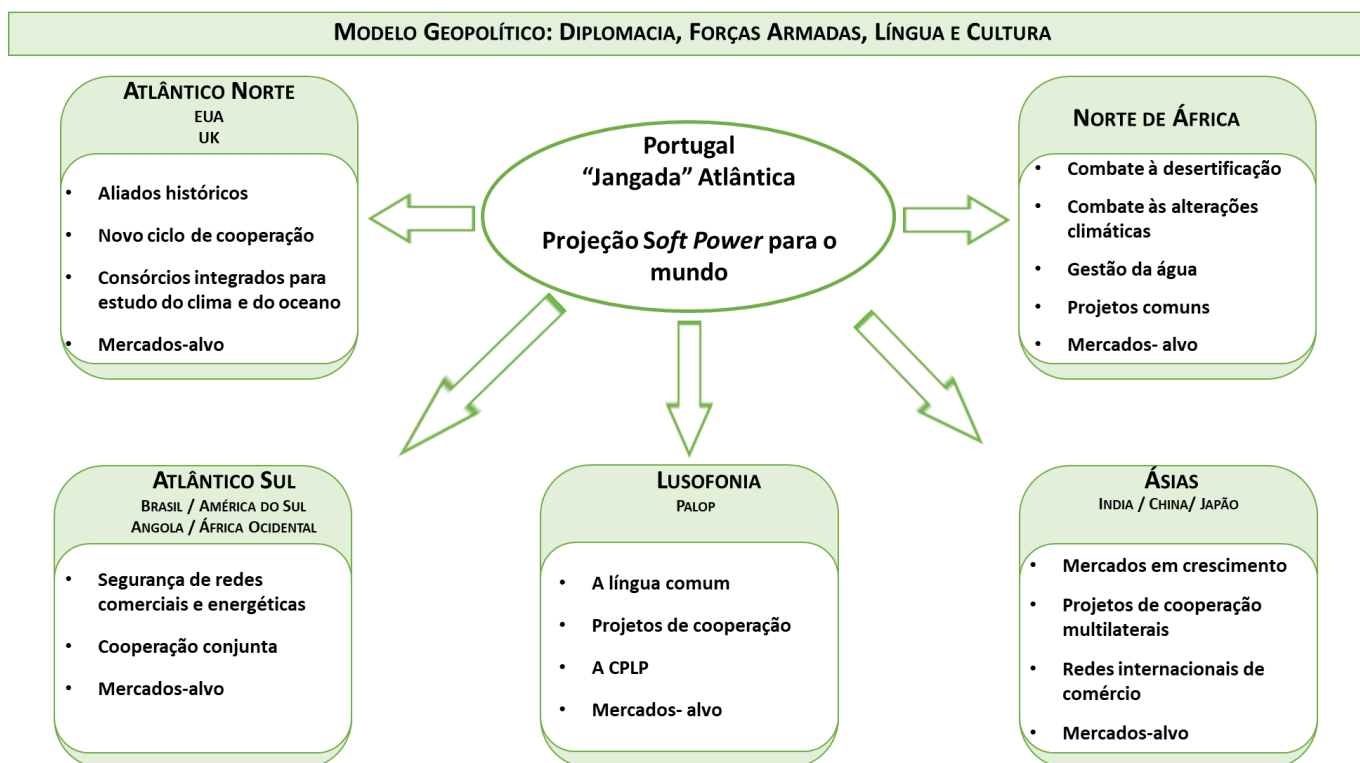 MODELO GEOPOLÍTICO: DIPLOMACIA, FORÇAS ARMADAS, LÍNGUA E CULTURA
ATLÂNTICO NORTE
EUA
UK
• Aliados históricos
• Novo ciclo de cooperação
• Consórcios integrados para
estudo do clima e do oceano
• Mercados-alvo
Portugal
“Jangada” Atlântica
Projeção Soft Power para o
mundo
NORTE DE ÁFRICA
• Combate à desertificação
• Combate às alterações
climáticas
• Gestão da água
• Projetos comuns
• Mercados- alvo
ATLÂNTICO SUL
BRASIL / AMÉRICA DO SUL
ANGOLA / ÁFRICA OCIDENTAL
• Segurança de redes
comerciais e energéticas
• Cooperação conjunta
• Mercados-alvo
LUSOFONIA
PALOP
• A língua comum
• Projetos de cooperação
• A CPLP
• Mercados- alvo
ÁSIAS
INDIA / CHINA/ JAPÃO
• Mercados em crescimento
• Projetos de cooperação
multilaterais
• Redes internacionais de
comércio
• Mercados-alvo